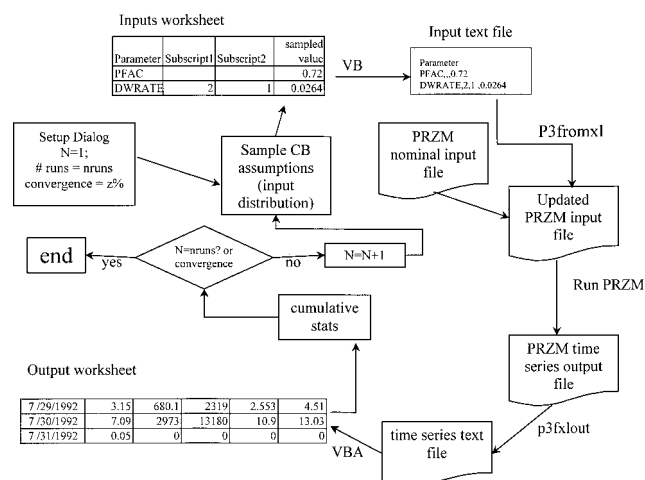 Inputs worksheet
Parameter Subscript1 Subscript2 sampled value
PFAC 0.72
DWRATE 2 1 0.0264
VB
Input text file
Parameter
PFAC,,,0.72
DWRATE,2,1 ,0.0264
Setup Dialog
N=1;
# runs = nruns
convergence = z%
Sample CB
assumptions
(input
distribution)
PRZM
nominal input
file
P3fromxl
Updated
PRZM input
file
end
yes
N=nruns? or
convergence
no
N=N+1
Run PRZM
cumulative
stats
PRZM time
series output
file
Output worksheet
7 /29/1992 3.15 680.1 2319 2.553 4.51
7 /30/1992 7.09 2973 13180 10.9 13.03
7 /31/1992 0.05 0 0 0 0
VBA
time series text
file
p3fxlout